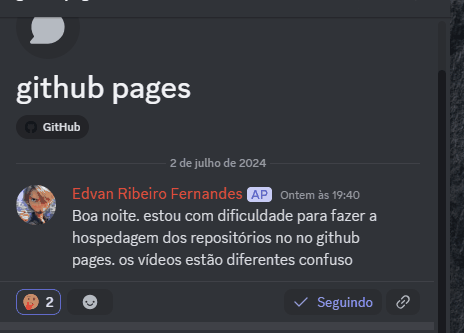 github pages
GitHub
2 de julho de 2024
Edvan Ribeiro Fernandes AP Ontem às 19:40
Boa noite. estou com dificuldade para fazer a
hospedagem dos repositórios no no github
pages. os vídeos estão diferentes confuso
2
Seguindo